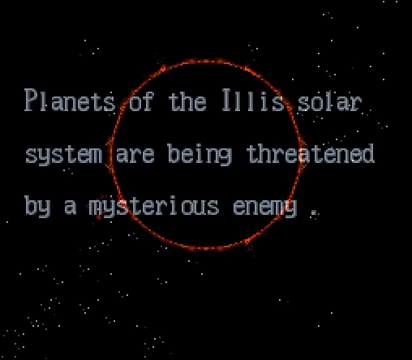 Planets of the Illis solar
system are being threatened
by a mysterious enemy .